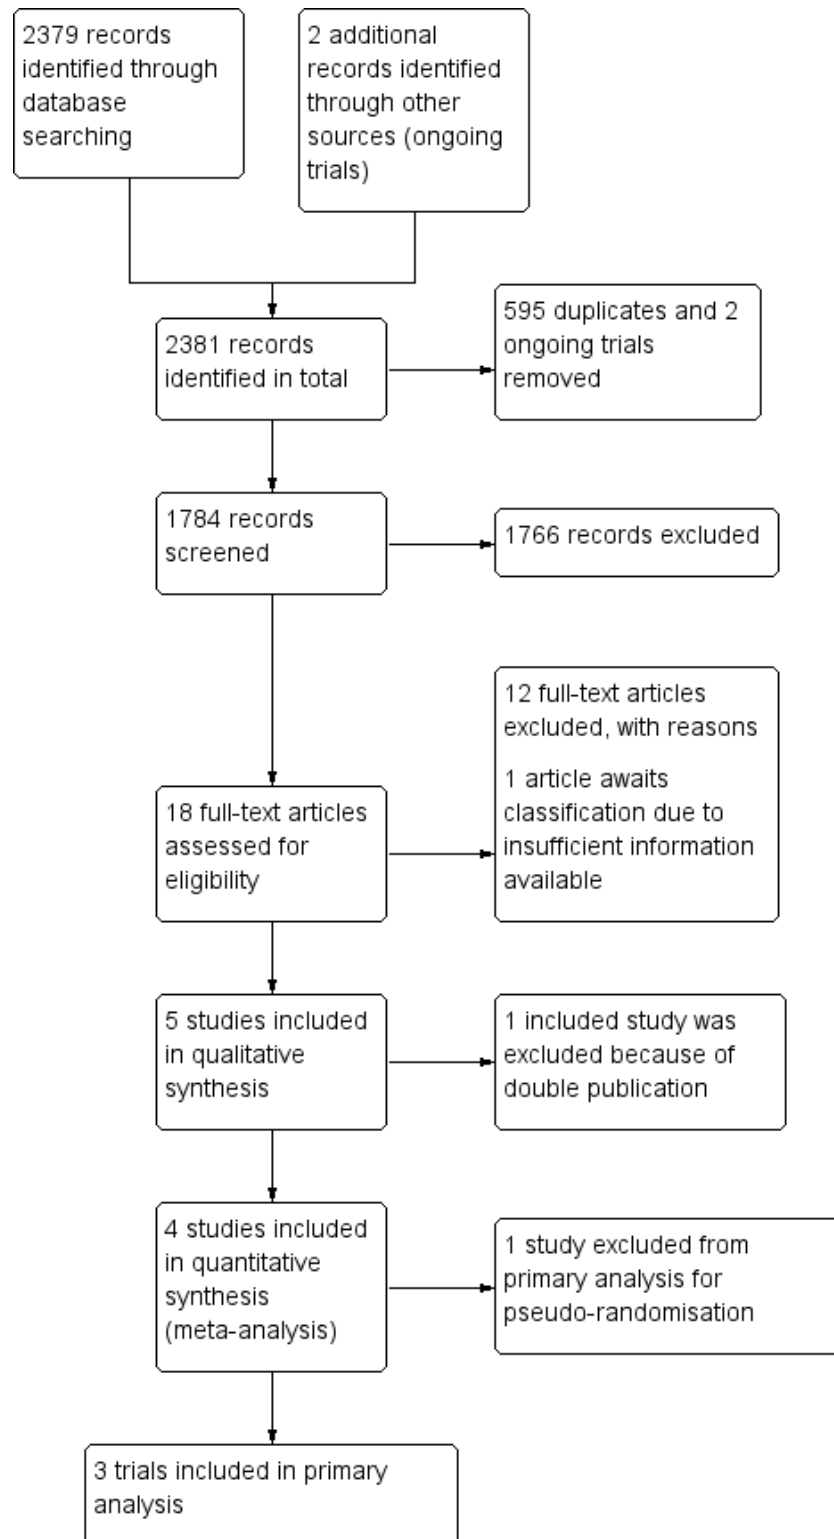 2379 records
identified through
database
searching
2 additional
records identified
through other
sources (ongoing
trials)
2381 records
identified in total
595 duplicates and 2
ongoing trials
removed
1784 records
screened
1766 records excluded
18 full-text articles
assessed for
eligibility
12 full-text articles
excluded, with reasons
1 article awaits
classification due to
insufficient information
available
5 studies included
in qualitative
synthesis
1 included study was
excluded because of
double publication
4 studies included
in quantitative
synthesis
(meta-analysis)
1 study excluded from
primary analysis for
pseudo-randomisation
3 trials included in primary
analysis